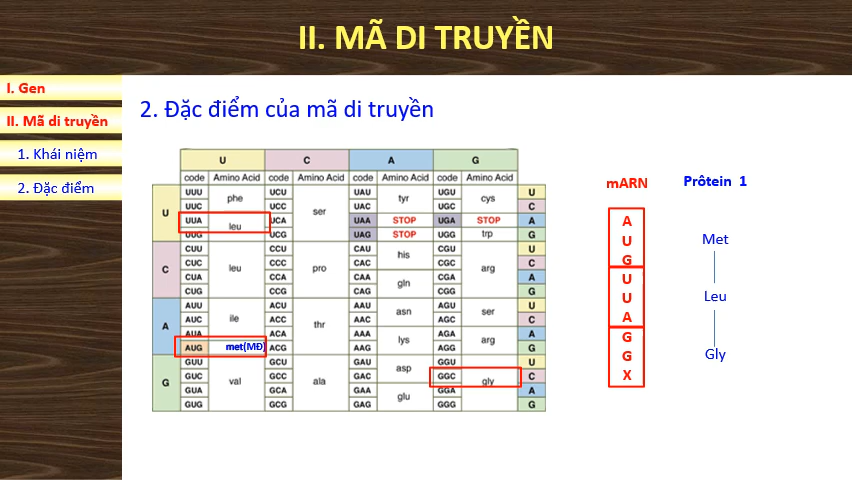 II. MÃ DI TRUYỀN
I. Gen
II. Mã di truyền
1. Khái niệm
2. Đặc điểm
2. Đặc điểm của mã di truyền
U C A G
code Amino Acid code Amino Acid code Amino Acid code Amino Acid
U
UUU phe UCU ser UAU tyr UGU cys U
UUC UCC UAC UGC C
UUA leu UCA UAA STOP UGA STOP A
UUG UCG UAG STOP UGG trp G
C
CUU leu CCU pro CAU his CGU arg U
CUC CCC CAC CGC C
CUA CCA CAA gln CGA A
CUG CCG CAG CGG G
A
AUU ile ACU thr AAU asn AGU ser U
AUC ACC AAC AGC C
AUA ACA AAA lys AGA arg A
AUG met(MĐ) ACG AAG AGG G
G
GUU val GCU ala GAU asp GGU gly U
GUC GCC GAC GGC C
GUA GCA GAA glu GGA A
GUG GCG GAG GGG G
mARN
A
U
G
U
U
A
G
G
X
Prôtein 1
Met
Leu
Gly